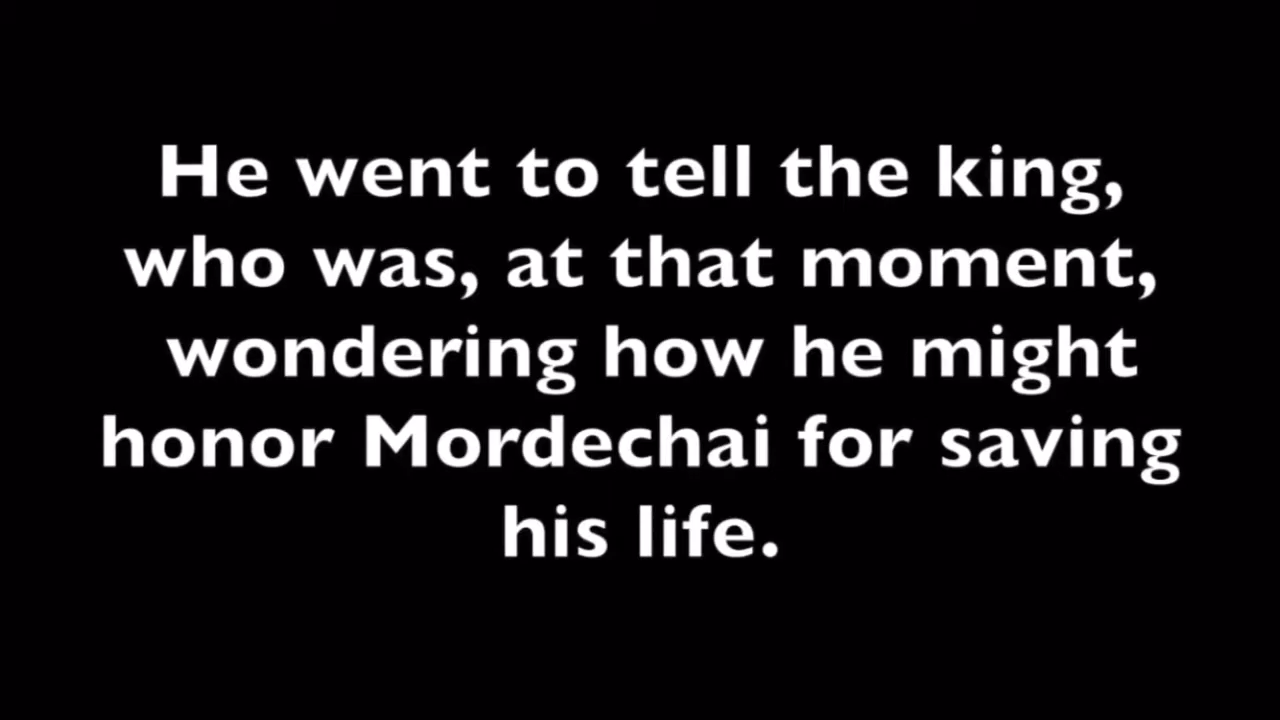 He went to tell the king,
who was, at that moment,
wondering how he might
honor Mordechai for saving
his life.